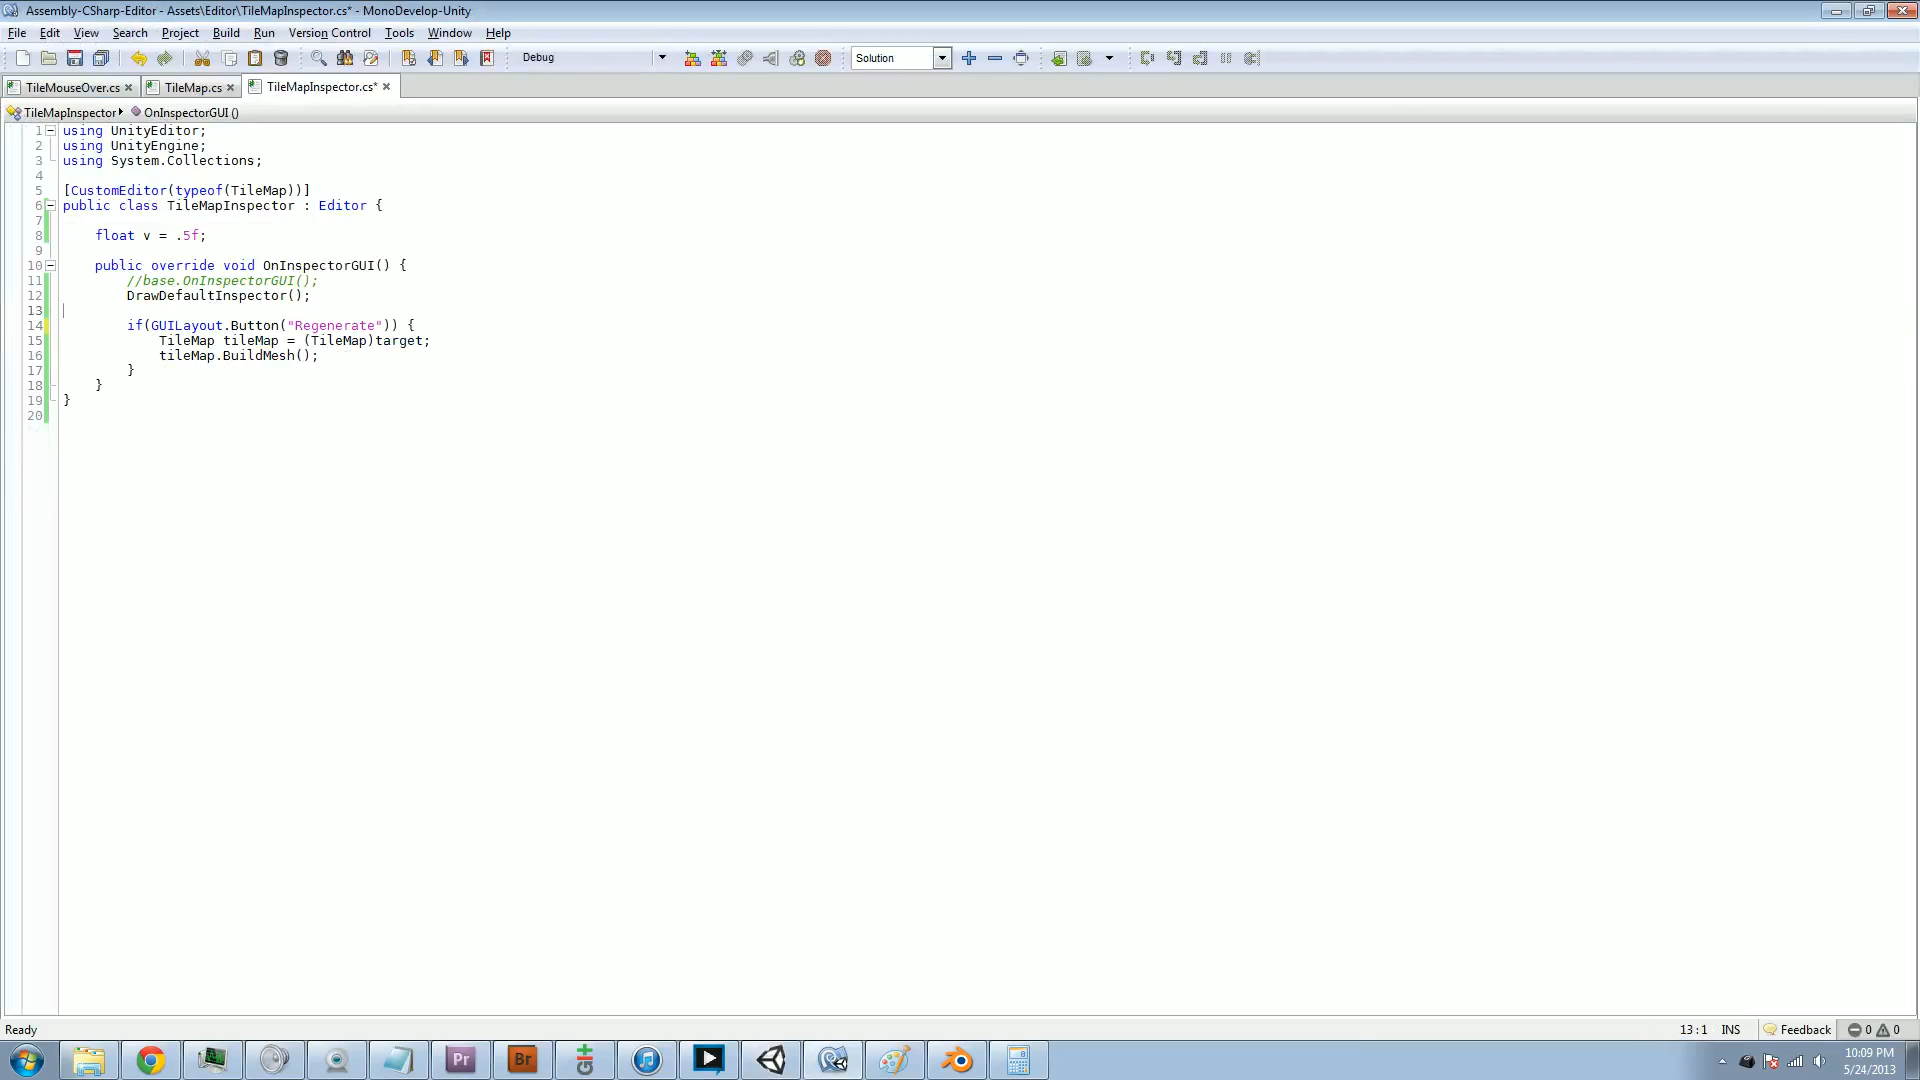 Assembly-CSharp-Editor - Assets\Editor\TileMapInspector.cs* - MonoDevelop-Unity
File Edit View Search Project Build Run Version Control Tools Window Help
Debug Solution
TileMouseOver.cs TileMap.cs TileMapInspector.cs*
TileMapInspector OnInspectorGUI ()
1 using UnityEditor;
2 using UnityEngine;
3 using System.Collections;
4
5 [CustomEditor(typeof(TileMap))]
6 public class TileMapInspector : Editor {
7
8 float v = .5f;
9
10 public override void OnInspectorGUI() {
11 //base.OnInspectorGUI();
12 DrawDefaultInspector();
13
14 if(GUILayout.Button("Regenerate")) {
15 TileMap tileMap = (TileMap)target;
16 tileMap.BuildMesh();
17 }
18 }
19 }
20
Ready 13 : 1 INS Feedback 0 0
Pr Br git
10:09 PM
5/24/2013